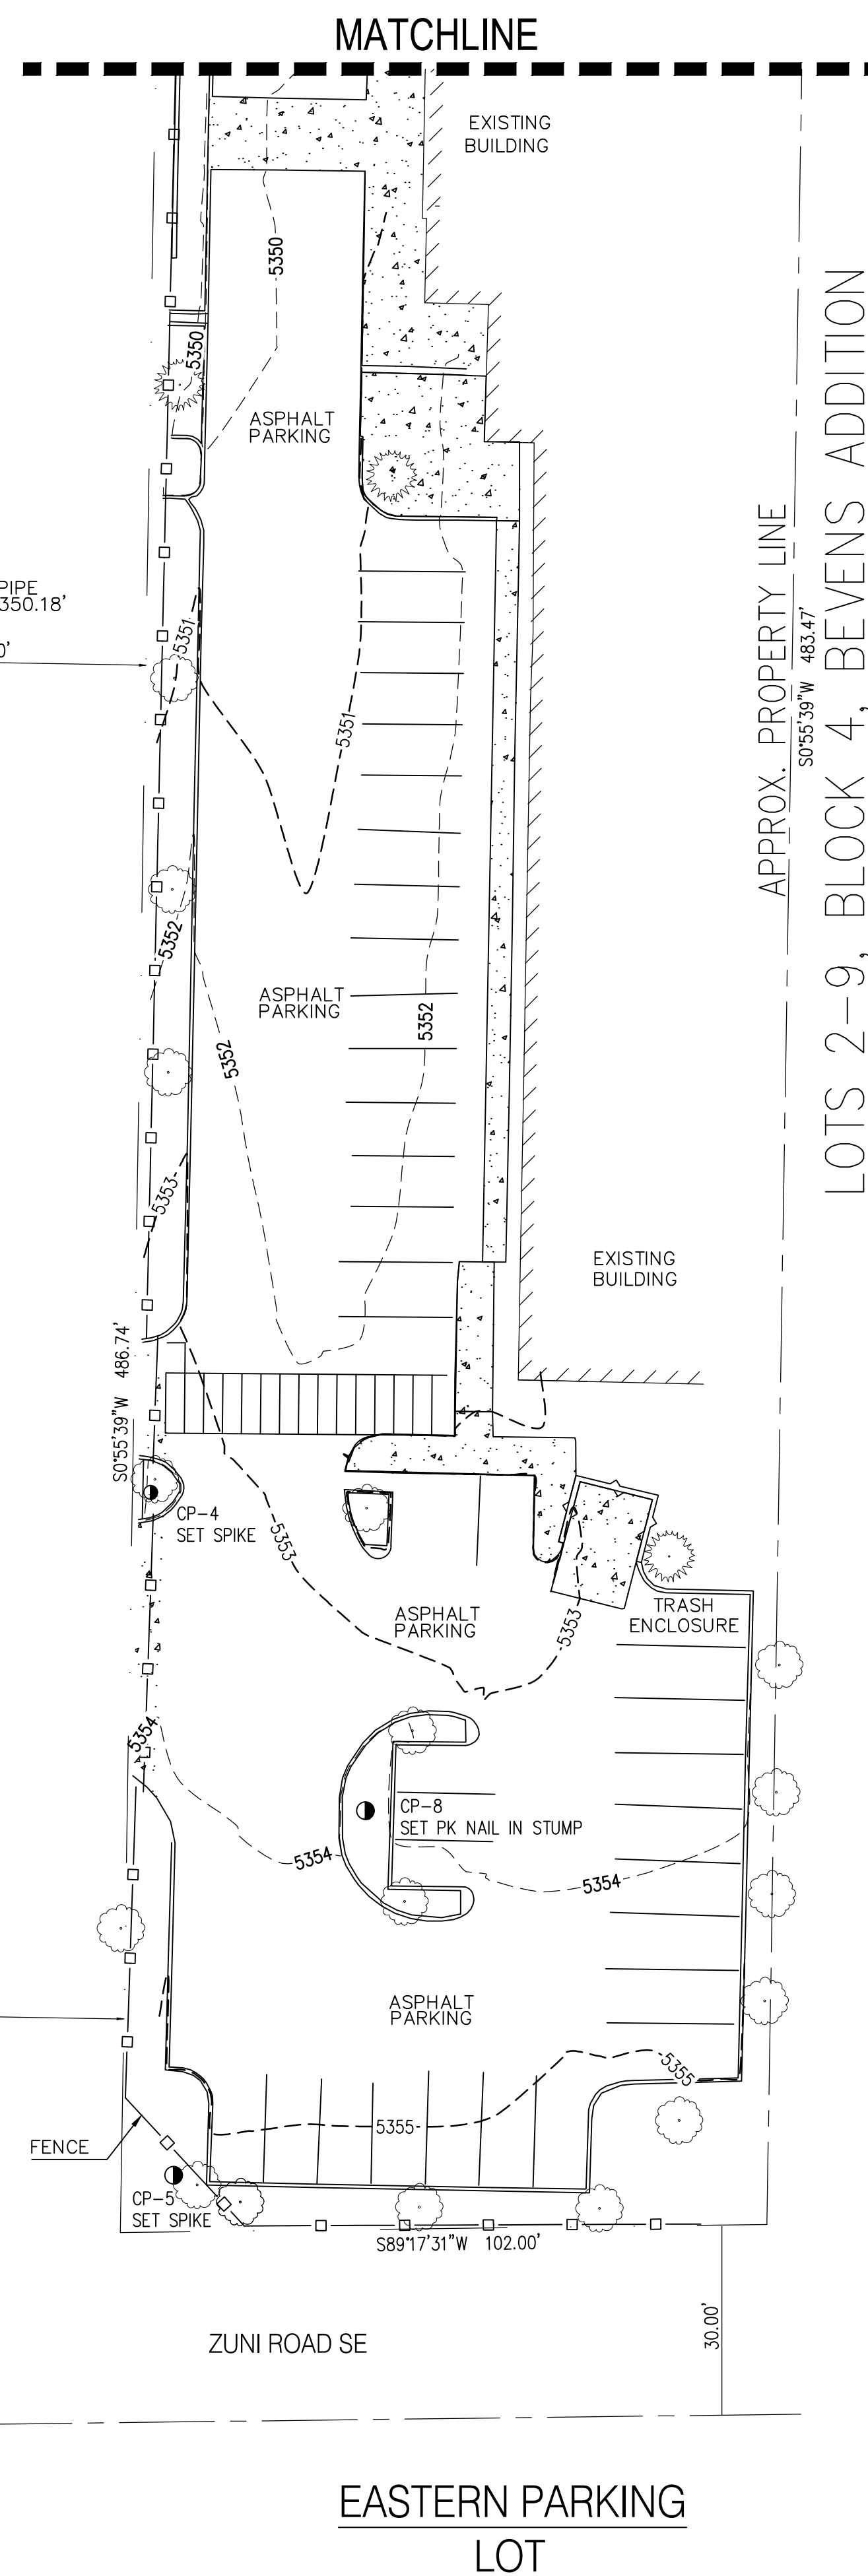 MATCHLINE
EXISTING
BUILDING
5350
5350
ASPHALT
PARKING
LOTS 2-9, BLOCK 4, BEVENS ADDITION
APPROX. PROPERTY LINE
S0°55'39"W 483.47'
PIPE
350.18'
0'
5351
5351
5352
ASPHALT
PARKING
5352
5352
5353
EXISTING
BUILDING
S0°55'39"W 486.74'
CP-4
SET SPIKE
5353
ASPHALT
PARKING
TRASH
ENCLOSURE
5353
5354
CP-8
SET PK NAIL IN STUMP
5354
5354
ASPHALT
PARKING
5355
5355
FENCE
CP-5
SET SPIKE
S89°17'31"W 102.00'
30.00'
ZUNI ROAD SE
EASTERN PARKING
LOT